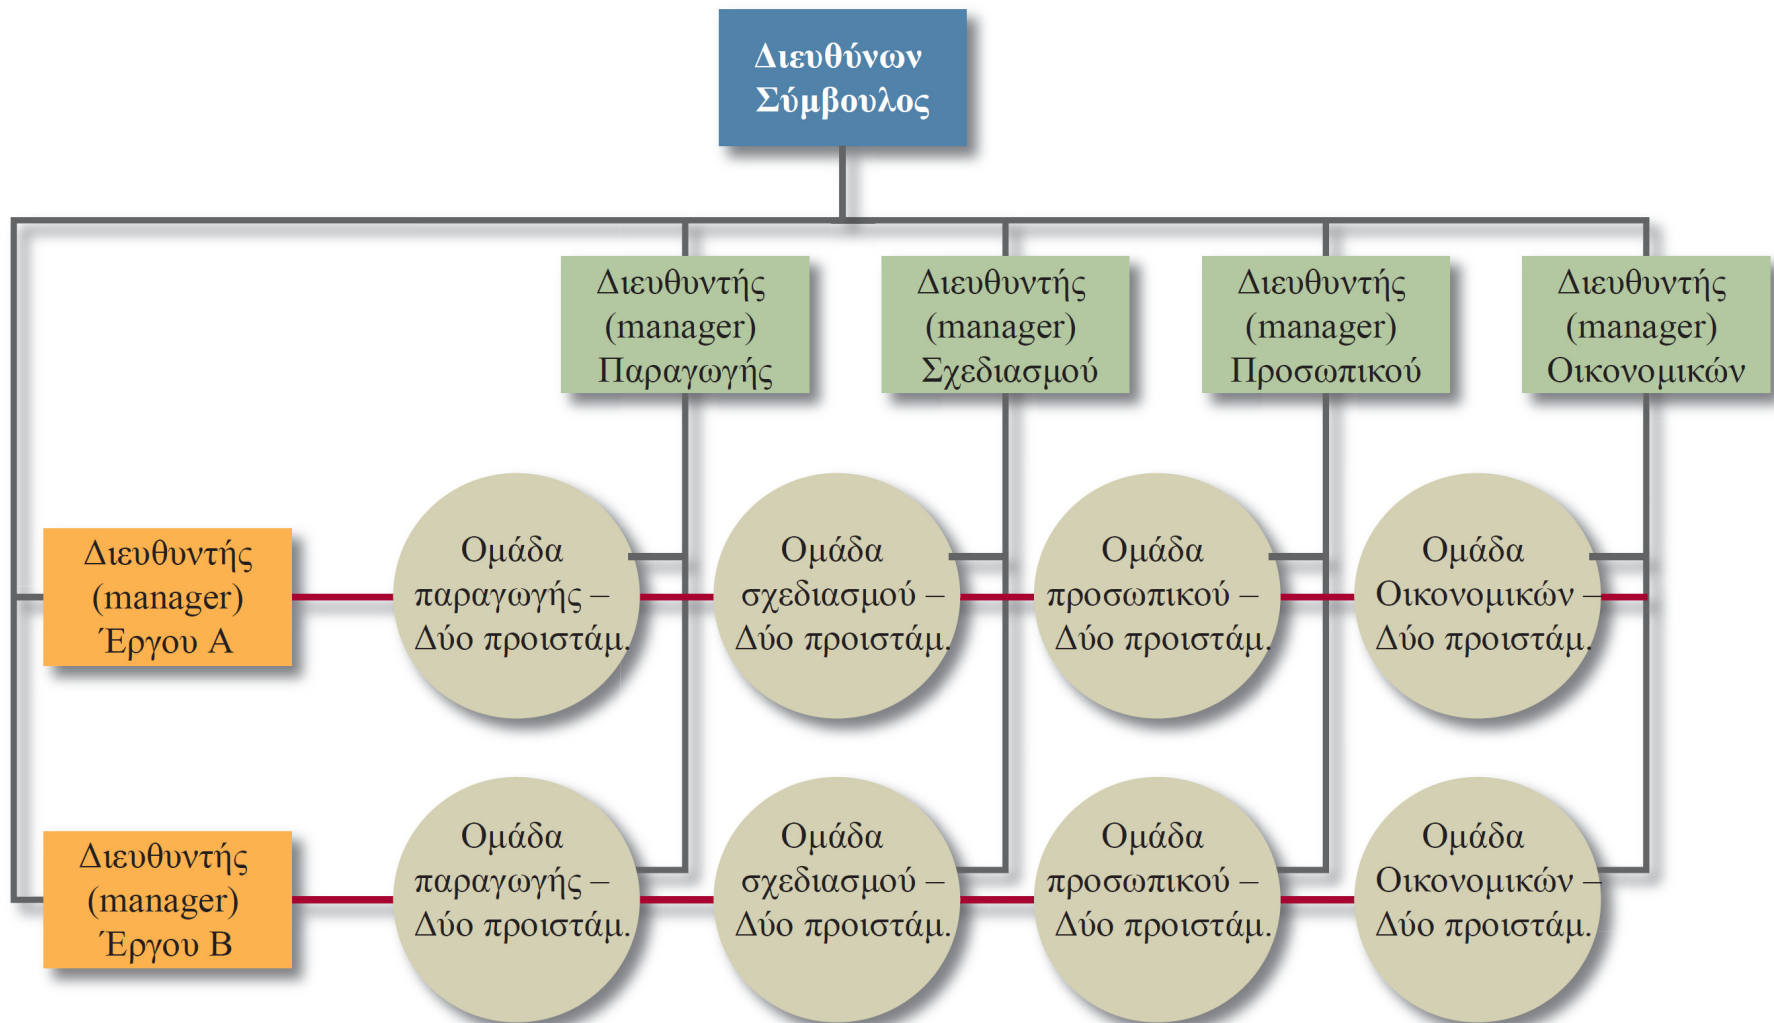 Διευθύνων
Σύμβουλος
Διευθυντής
(manager)
Παραγωγής
Διευθυντής
(manager)
Σχεδιασμού
Διευθυντής
(manager)
Προσωπικού
Διευθυντής
(manager)
Οικονομικών
Διευθυντής
(manager)
Έργου Α
Ομάδα
παραγωγής –
Δύο προιστάμ.
Ομάδα
σχεδιασμού –
Δύο προιστάμ.
Ομάδα
προσωπικού –
Δύο προιστάμ.
Ομάδα
Οικονομικών –
Δύο προιστάμ.
Διευθυντής
(manager)
Έργου Β
Ομάδα
παραγωγής –
Δύο προιστάμ.
Ομάδα
σχεδιασμού –
Δύο προιστάμ.
Ομάδα
προσωπικού –
Δύο προιστάμ.
Ομάδα
Οικονομικών –
Δύο προιστάμ.